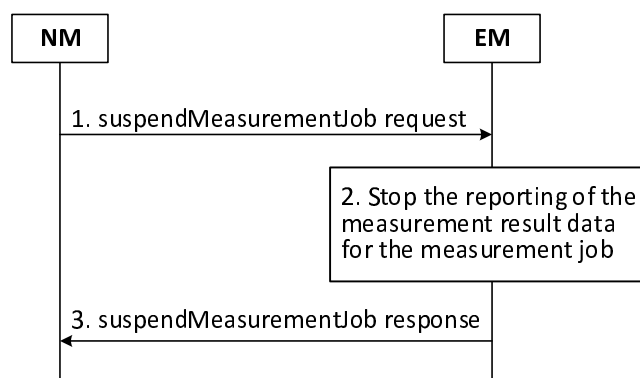 NM
EM
1. suspendMeasurementJob request
2. Stop the reporting of the
measurement result data
for the measurement job
3. suspendMeasurementJob response